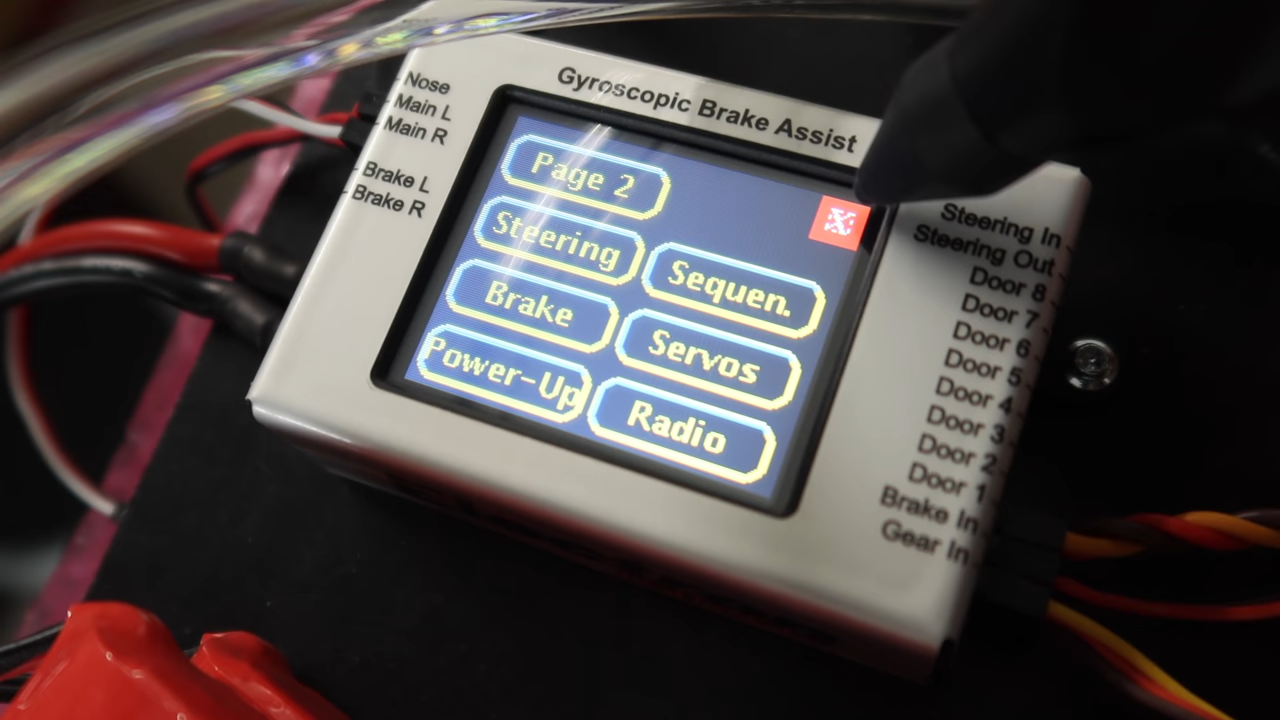 Gyroscopic Brake Assist
Nose
Main L
Main R
Brake L
Brake R
Page 2
Steering
Brake
Power-Up
Sequen.
Servos
Radio
X
Steering In
Steering Out
Door 8
Door 7
Door 6
Door 5
Door 4
Door 3
Door 2
Door 1
Brake In
Gear In